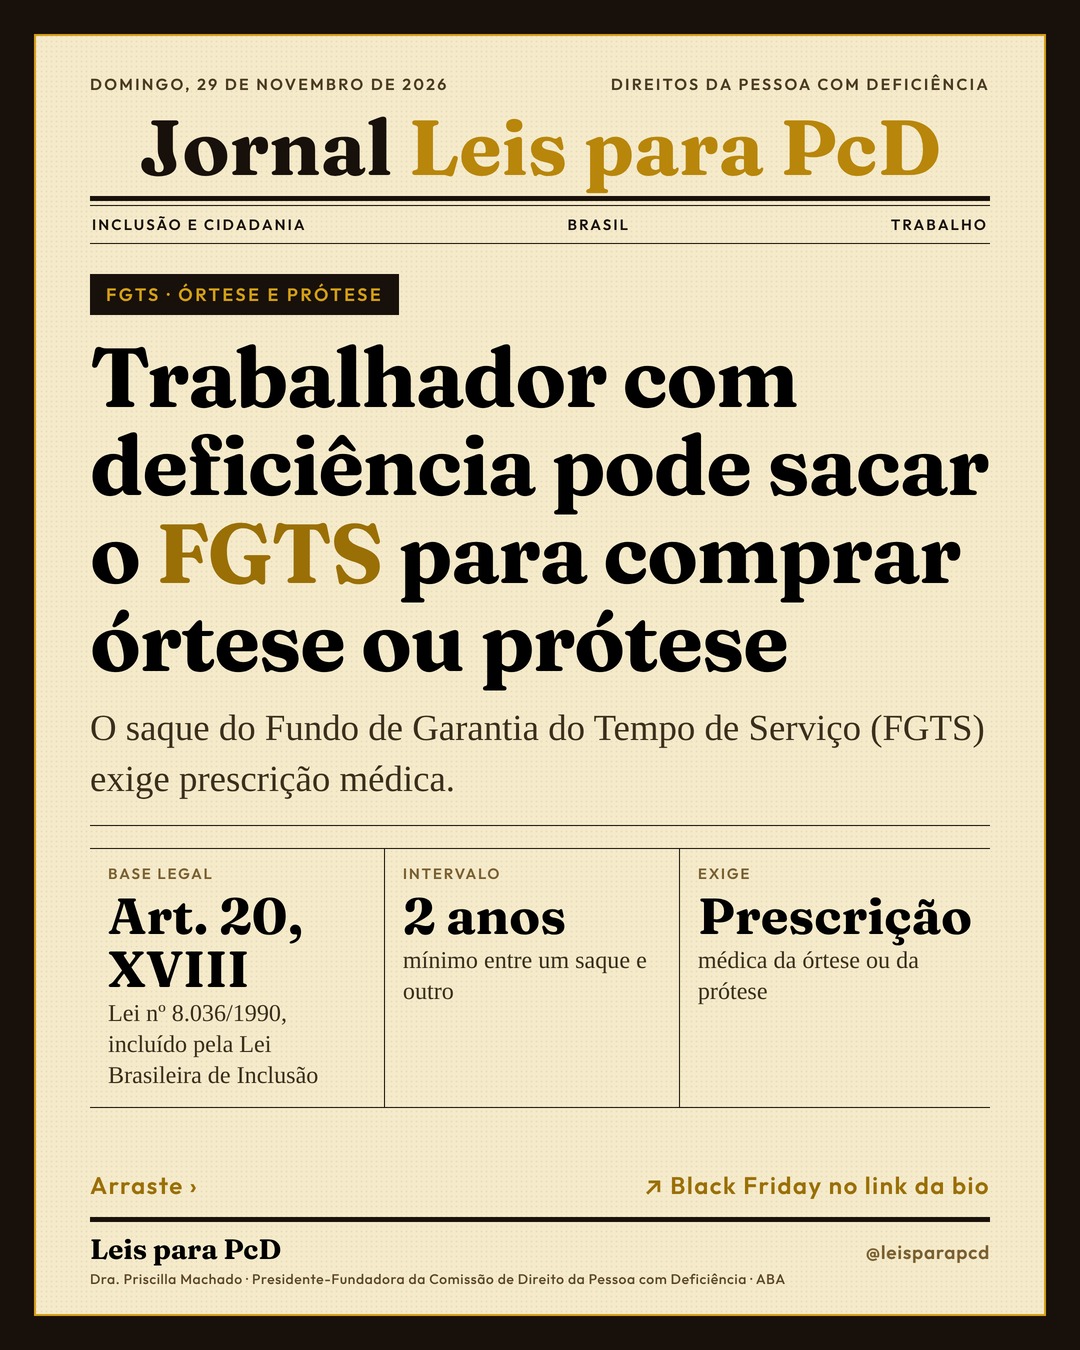 DOMINGO, 29 DE NOVEMBRO DE 2026
DIREITOS DA PESSOA COM DEFICIÊNCIA
Jornal Leis para PcD
INCLUSÃO E CIDADANIA
BRASIL
TRABALHO
FGTS · ÓRTESE E PRÓTESE
Trabalhador com
deficiência pode sacar
o FGTS para comprar
órtese ou prótese
O saque do Fundo de Garantia do Tempo de Serviço (FGTS)
exige prescrição médica.
BASE LEGAL
Art. 20,
XVIII
Lei nº 8.036/1990,
incluído pela Lei
Brasileira de Inclusão
INTERVALO
2 anos
mínimo entre um saque e
outro
EXIGE
Prescrição
médica da órtese ou da
prótese
Arraste ›
↗ Black Friday no link da bio
Leis para PcD
@leisparapcd
Dra. Priscilla Machado · Presidente-Fundadora da Comissão de Direito da Pessoa com Deficiência · ABA